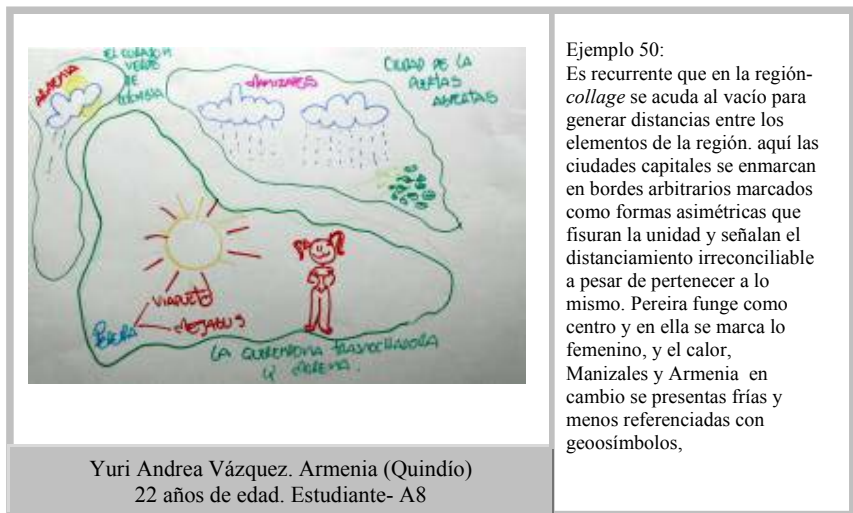 EL CORAZON
VERDE
DE
COLOMBIA
ARMENIA
MANIZALES
CIUDAD DE LA
PUERTAS
ABIERTAS
VIADUCTO
MEGABUS
PEREIRA
LA QUERENDONA TRASNOCHADORA
Y MORENA.
Yuri Andrea Vázquez. Armenia (Quindío)
22 años de edad. Estudiante- A8
Ejemplo 50:
Es recurrente que en la región-
collage se acuda al vacío para
generar distancias entre los
elementos de la región. aquí las
ciudades capitales se enmarcan
en bordes arbitrarios marcados
como formas asimétricas que
fisuran la unidad y señalan el
distanciamiento irreconciliable
a pesar de pertenecer a lo
mismo. Pereira funge como
centro y en ella se marca lo
femenino, y el calor,
Manizales y Armenia  en
cambio se presentas frías y
menos referenciadas con
geosímbolos,